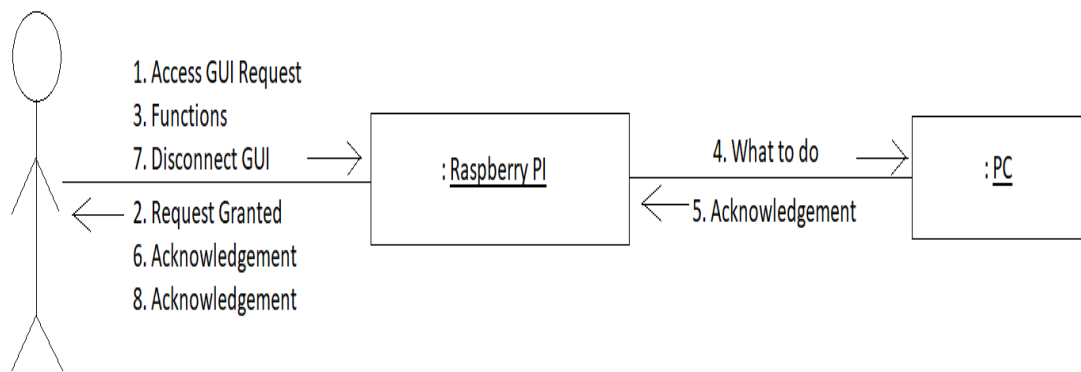 1. Access GUI Request
3. Functions
7. Disconnect GUI
2. Request Granted
6. Acknowledgement
8. Acknowledgement
: Raspberry PI
4. What to do
5. Acknowledgement
: PC